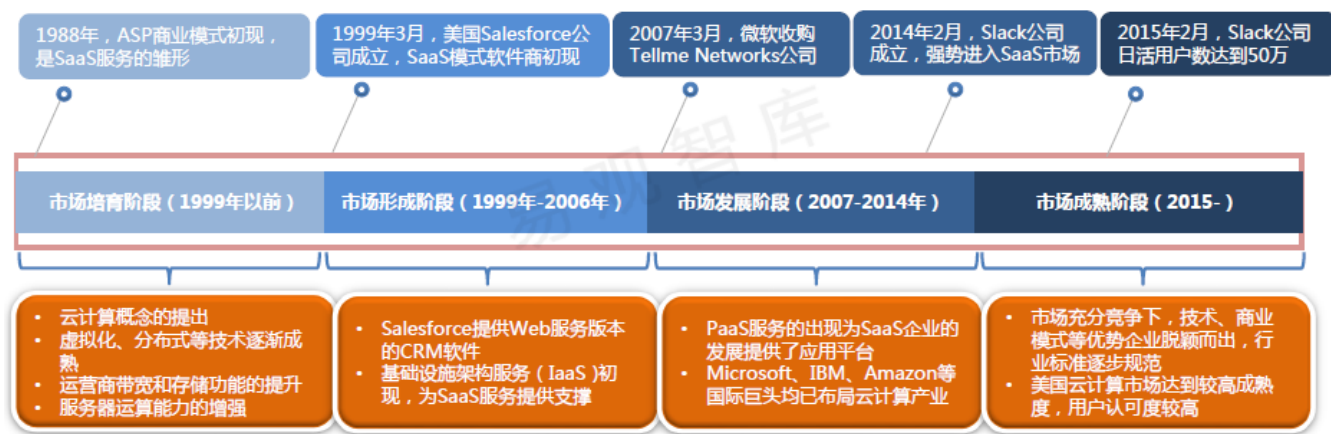 1988年，ASP商业模式初现，
是SaaS服务的雏形
1999年3月，美国Salesforce公
司成立，SaaS模式软件商初现
2007年3月，微软收购
Tellme Networks公司
2014年2月，Slack公司
成立，强势进入SaaS市场
2015年2月，Slack公司
日活用户数达到50万
易观智库
市场培育阶段（1999年以前）
市场形成阶段（1999年-2006年）
市场发展阶段（2007-2014年）
市场成熟阶段（2015-）
• 云计算概念的提出
• 虚拟化、分布式等技术逐渐成
熟
• 运营商带宽和存储功能的提升
• 服务器运算能力的增强
• Salesforce提供Web服务版本
的CRM软件
• 基础设施架构服务（IaaS）初
现，为SaaS服务提供支撑
• PaaS服务的出现为SaaS企业的
发展提供了应用平台
• Microsoft、IBM、Amazon等
国际巨头均已布局云计算产业
• 市场充分竞争下，技术、商业
模式等优势企业脱颖而出，行
业标准逐步规范
• 美国云计算市场达到较高成熟
度，用户认可度较高